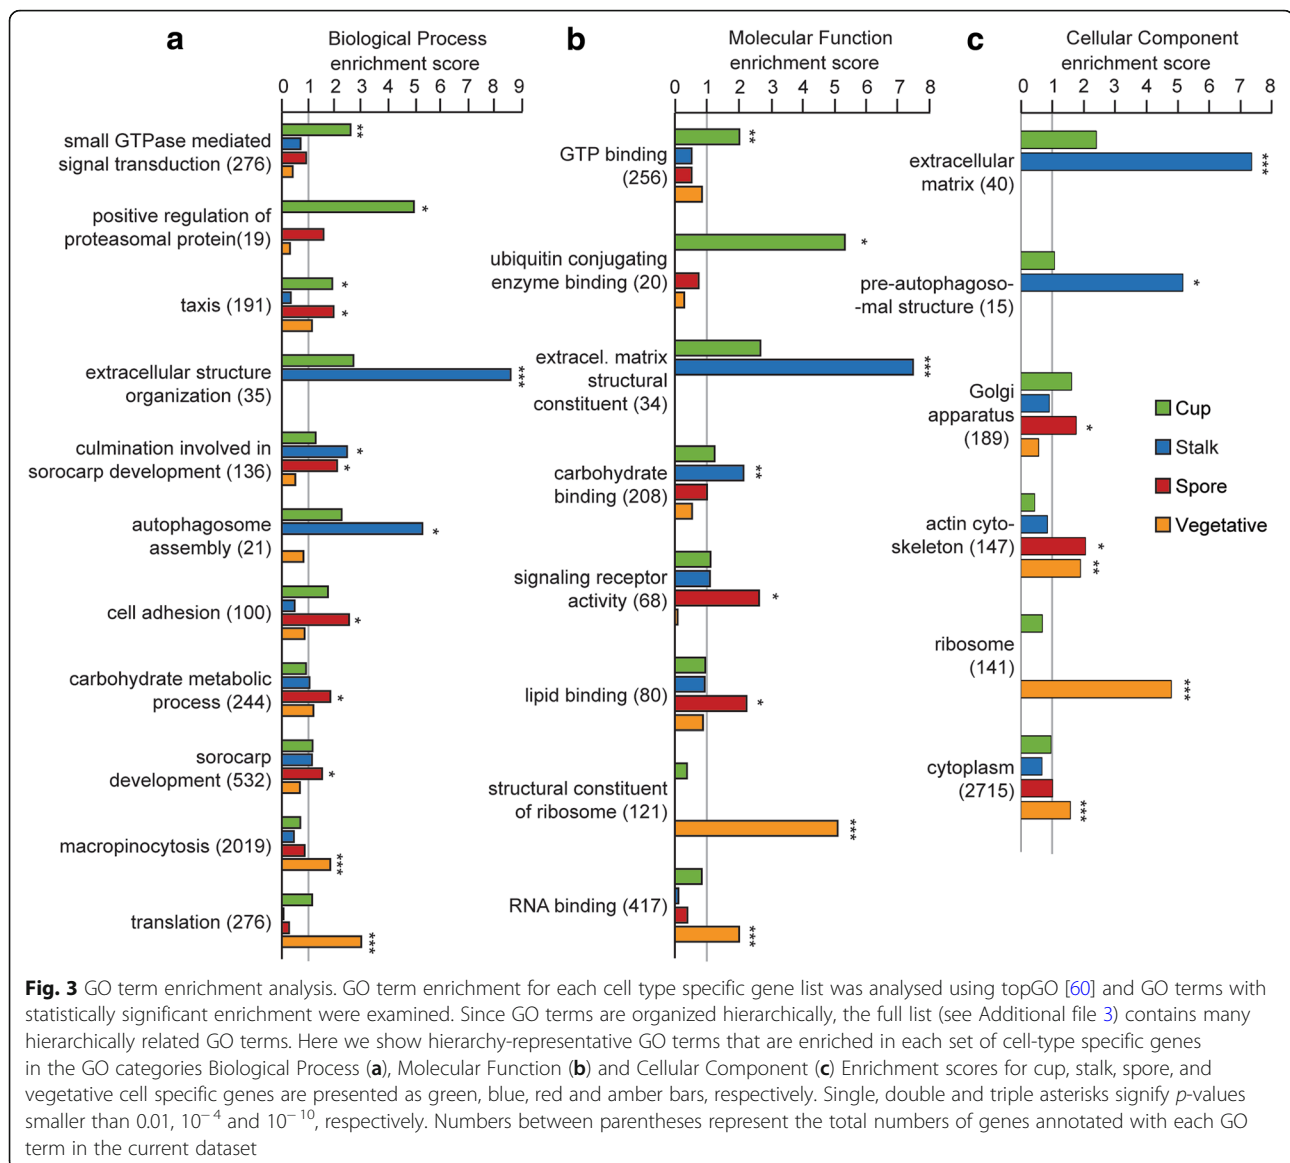 a
Biological Process
enrichment score
0 1 2 3 4 5 6 7 8 9
small GTPase mediated
signal transduction (276)
**
positive regulation of
proteasomal protein(19)
*
taxis (191)
*
*
extracellular structure
organization (35)
***
culmination involved in
sorocarp development (136)
*
*
autophagosome
assembly (21)
*
cell adhesion (100)
*
carbohydrate metabolic
process (244)
*
sorocarp
development (532)
*
macropinocytosis (2019)
***
translation (276)
***
b
Molecular Function
enrichment score
0 1 2 3 4 5 6 7 8
GTP binding
(256)
**
ubiquitin conjugating
enzyme binding (20)
*
extracel. matrix
structural
constituent (34)
***
carbohydrate
binding (208)
**
signaling receptor
activity (68)
*
lipid binding (80)
*
structural constituent
of ribosome (121)
***
RNA binding (417)
***
c
Cellular Component
enrichment score
0 1 2 3 4 5 6 7 8
extracellular
matrix (40)
***
pre-autophagoso-
-mal structure (15)
*
Golgi
apparatus
(189)
*
actin cyto-
skeleton (147)
*
**
ribosome
(141)
***
cytoplasm
(2715)
***
Cup
Stalk
Spore
Vegetative
Fig. 3 GO term enrichment analysis. GO term enrichment for each cell type specific gene list was analysed using topGO [60] and GO terms with
statistically significant enrichment were examined. Since GO terms are organized hierarchically, the full list (see Additional file 3) contains many
hierarchically related GO terms. Here we show hierarchy-representative GO terms that are enriched in each set of cell-type specific genes
in the GO categories Biological Process (a), Molecular Function (b) and Cellular Component (c) Enrichment scores for cup, stalk, spore, and
vegetative cell specific genes are presented as green, blue, red and amber bars, respectively. Single, double and triple asterisks signify p-values
smaller than 0.01, 10⁻⁴ and 10⁻¹⁰, respectively. Numbers between parentheses represent the total numbers of genes annotated with each GO
term in the current dataset